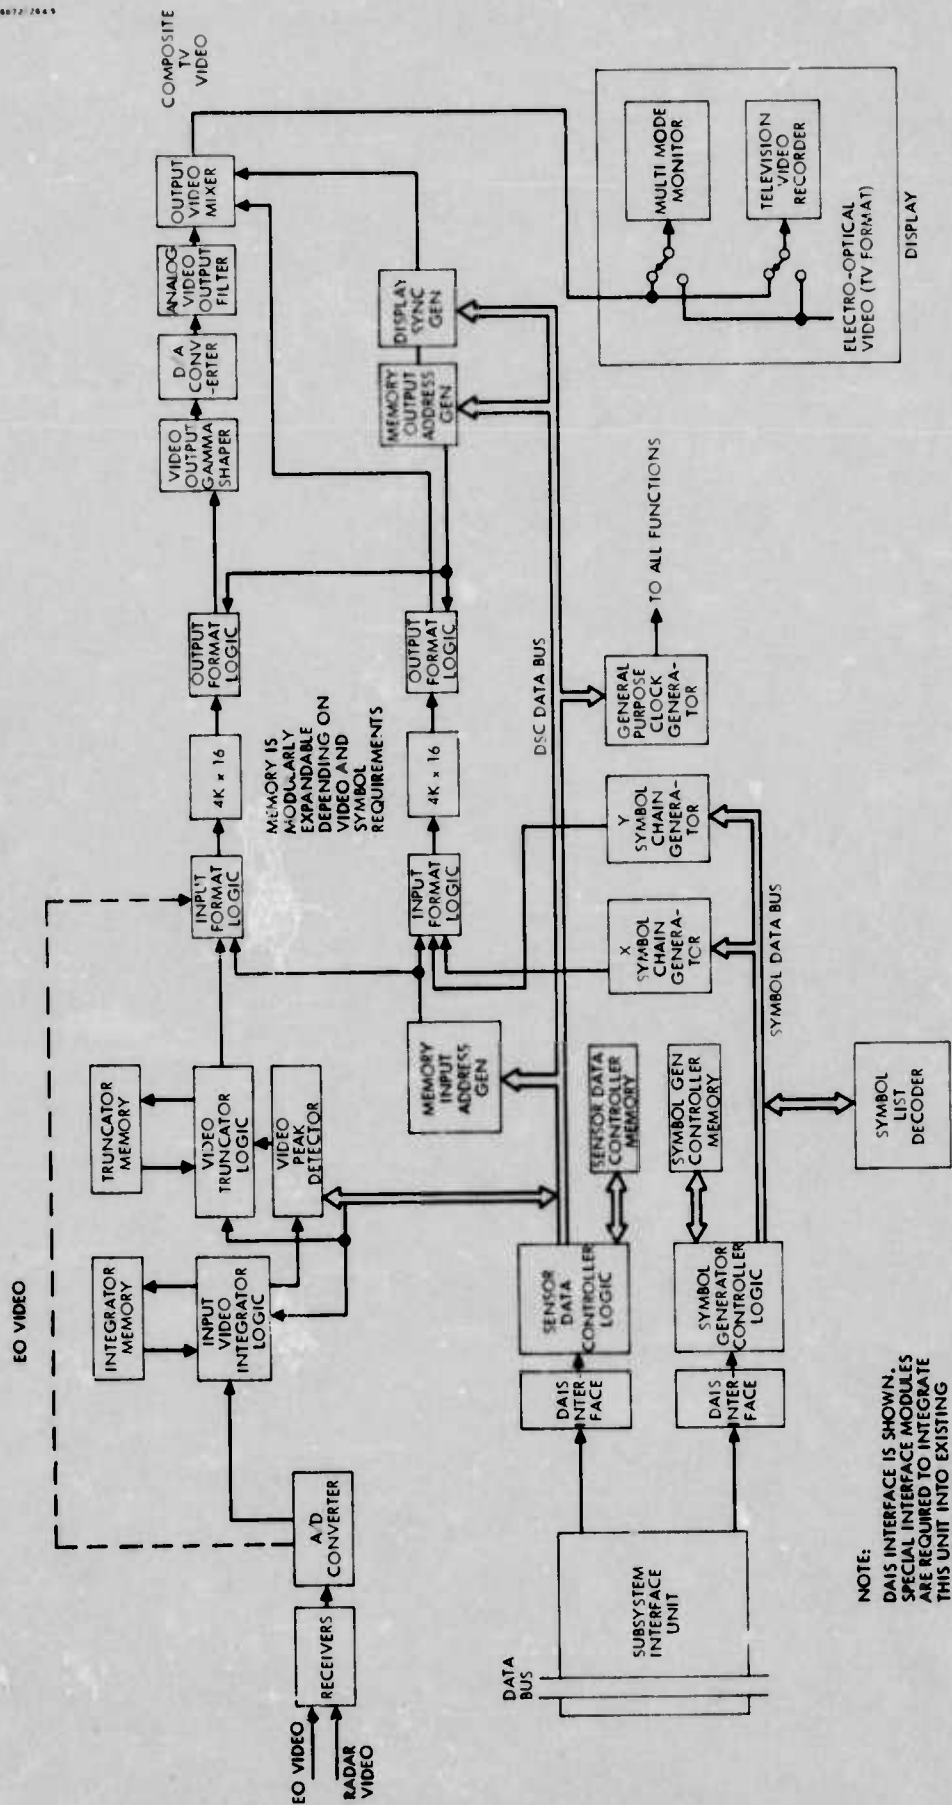 EO VIDEO
RADAR
VIDEO
RECEIVERS
A/D
CONVERTER
EO VIDEO
INTEGRATOR
MEMORY
INPUT
VIDEO
INTEGRATOR
LOGIC
TRUNCATOR
MEMORY
VIDEO
TRUNCATOR
LOGIC
VIDEO
PEAK
DETECTOR
INPUT
FORMAT
LOGIC
4K x 16
OUTPUT
FORMAT
LOGIC
VIDEO
OUTPUT
GAMMA
SHAPER
D/A
CONV
-ERTER
ANALOG
VIDEO
OUTPUT
FILTER
OUTPUT
VIDEO
MIXER
COMPOSITE
TV
VIDEO
MEMORY IS
MODULARLY
EXPANDABLE
DEPENDING ON
VIDEO AND
SYMBOL
REQUIREMENTS
MEMORY
INPUT
ADDRESS
GEN
INPUT
FORMAT
LOGIC
4K x 16
OUTPUT
FORMAT
LOGIC
MEMORY
OUTPUT
ADDRESS
GEN
DISPLAY
SYNC
GEN
DSC DATA BUS
DATA
BUS
SUBSYSTEM
INTERFACE
UNIT
DAIS
INTER-
FACE
SENSOR
DATA
CONTROLLER
LOGIC
SENSOR DATA
CONTROLLER
MEMORY
DAIS
INTER-
FACE
SYMBOL
GENERATOR
CONTROLLER
LOGIC
SYMBOL GEN
CONTROLLER
MEMORY
X
SYMBOL
CHAIN
GENERA-
TOR
Y
SYMBOL
CHAIN
GENERA-
TOR
GENERAL
PURPOSE
CLOCK
GENERA-
TOR
TO ALL FUNCTIONS
SYMBOL DATA BUS
SYMBOL
LIST
DECODER
MULTI MODE
MONITOR
TELEVISION
VIDEO
RECORDER
ELECTRO-OPTICAL
VIDEO (TV FORMAT)
DISPLAY
NOTE:
DAIS INTERFACE IS SHOWN.
SPECIAL INTERFACE MODULES
ARE REQUIRED TO INTEGRATE
THIS UNIT INTO EXISTING